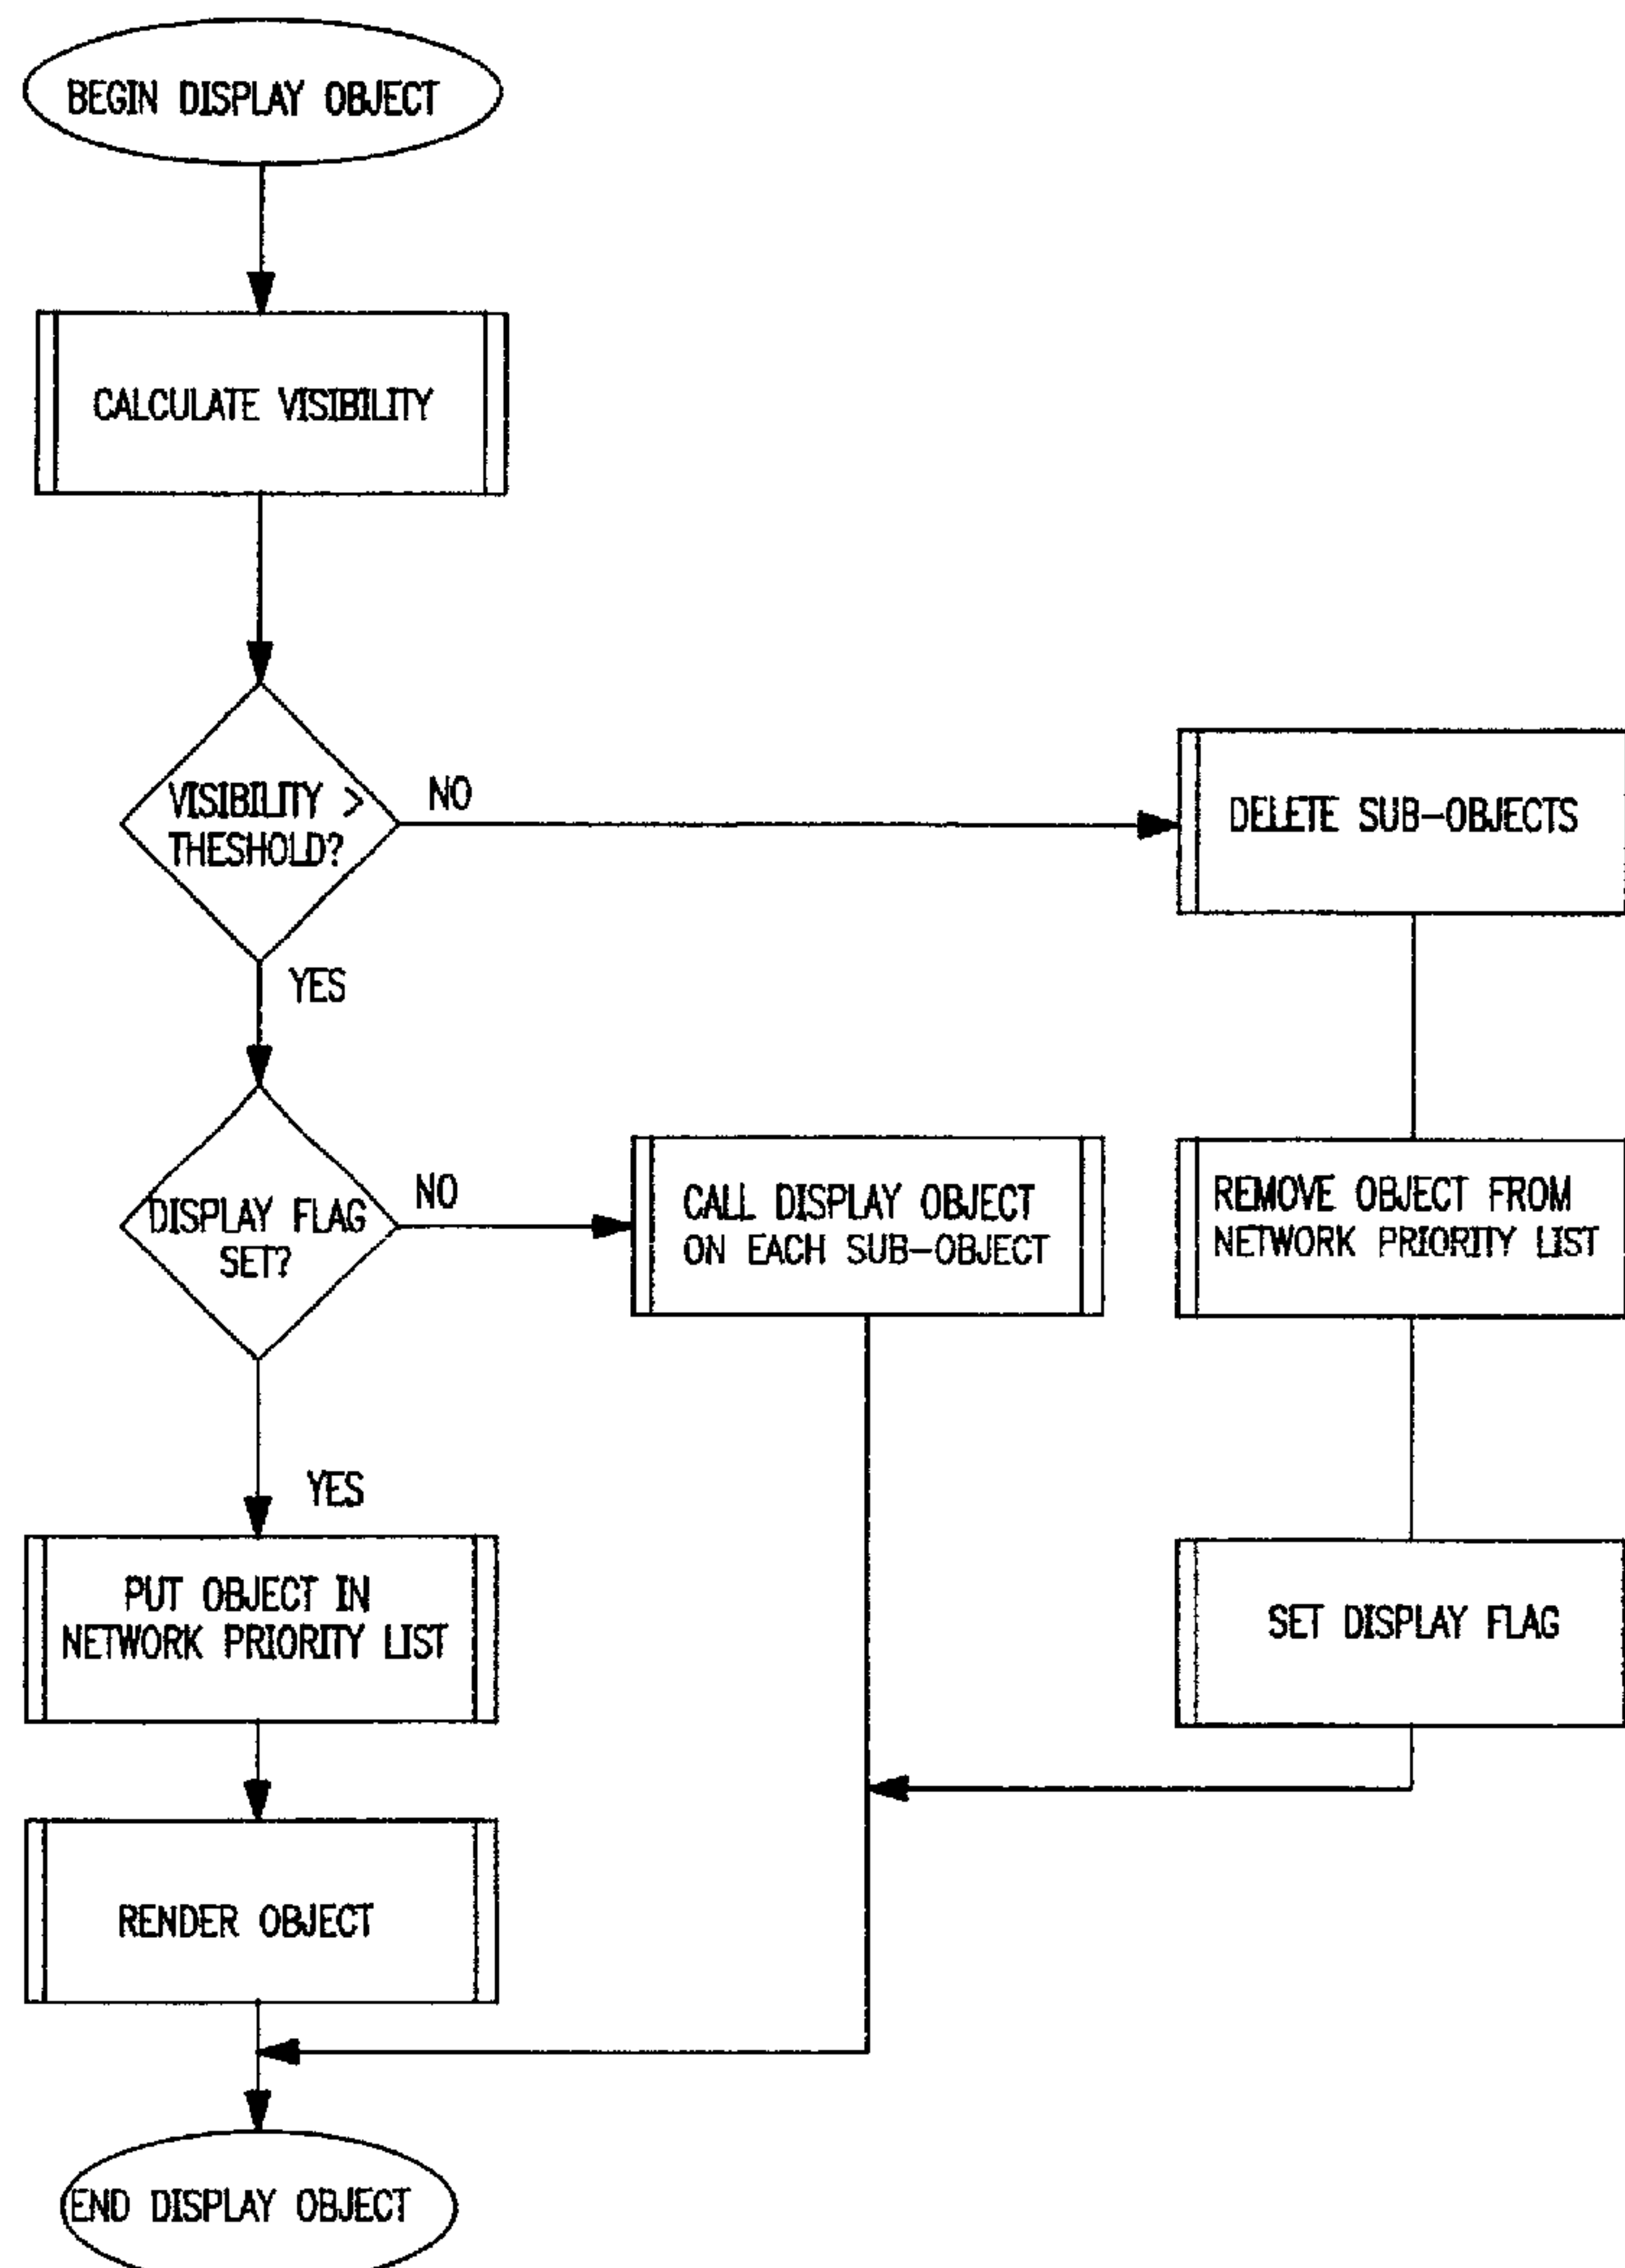 BEGIN DISPLAY OBJECT
CALCULATE VISIBILITY
VISIBILITY >
THESHOLD?
NO
DELETE SUB-OBJECTS
YES
DISPLAY FLAG
SET?
NO
CALL DISPLAY OBJECT
ON EACH SUB-OBJECT
REMOVE OBJECT FROM
NETWORK PRIORITY LIST
YES
PUT OBJECT IN
NETWORK PRIORITY LIST
SET DISPLAY FLAG
RENDER OBJECT
END DISPLAY OBJECT